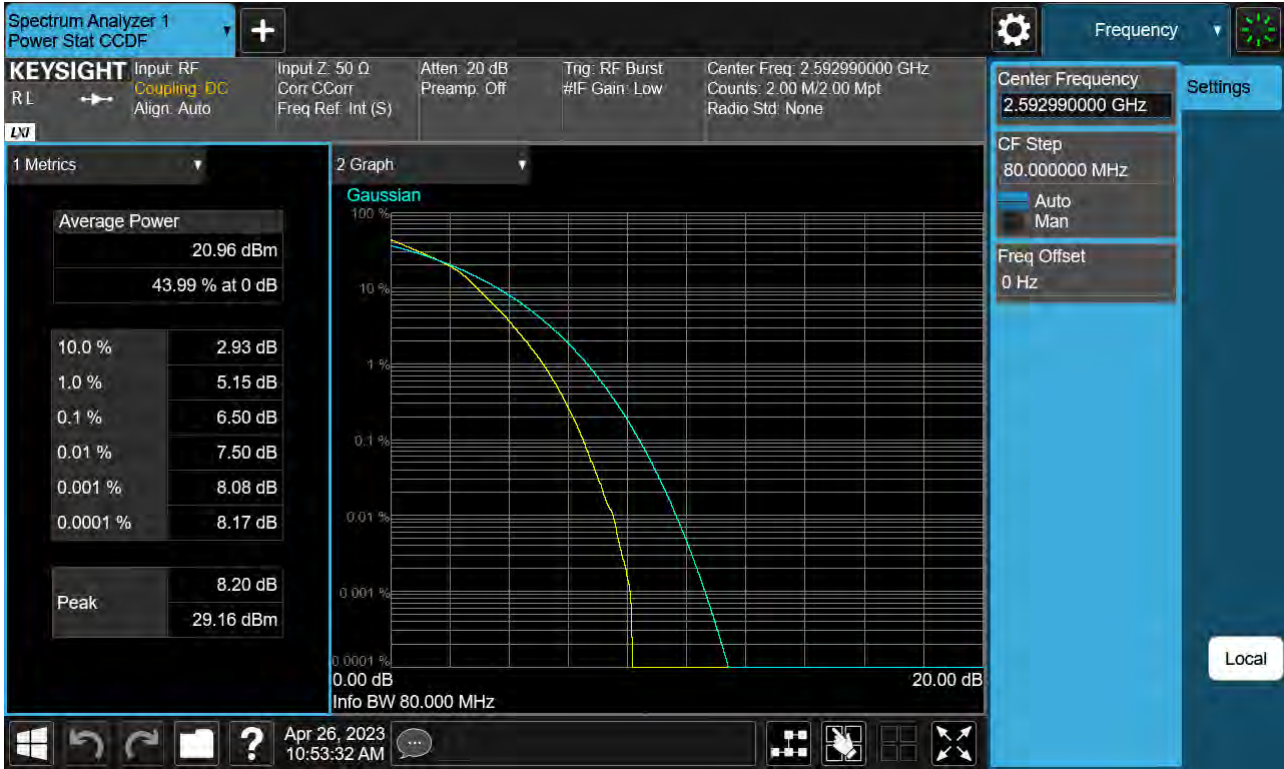 Spectrum Analyzer 1
Power Stat CCDF
Frequency
KEYSIGHT
RL
LXI
Input: RF
Coupling: DC
Align: Auto
Input Z: 50 Ω
Corr CCorr
Freq Ref: Int (S)
Atten: 20 dB
Preamp: Off
Trig: RF Burst
#IF Gain: Low
Center Freq: 2.592990000 GHz
Counts: 2.00 M/2.00 Mpt
Radio Std: None
Center Frequency
2.592990000 GHz
Settings
CF Step
80.000000 MHz
Auto
Man
Freq Offset
0 Hz
Local
1 Metrics
Average Power
20.96 dBm
43.99 % at 0 dB
10.0 % 2.93 dB
1.0 % 5.15 dB
0.1 % 6.50 dB
0.01 % 7.50 dB
0.001 % 8.08 dB
0.0001 % 8.17 dB
Peak
8.20 dB
29.16 dBm
2 Graph
Gaussian
100 %
10 %
1 %
0.1 %
0.01 %
0.001 %
0.0001 %
0.00 dB 20.00 dB
Info BW 80.000 MHz
?
Apr 26, 2023
10:53:32 AM